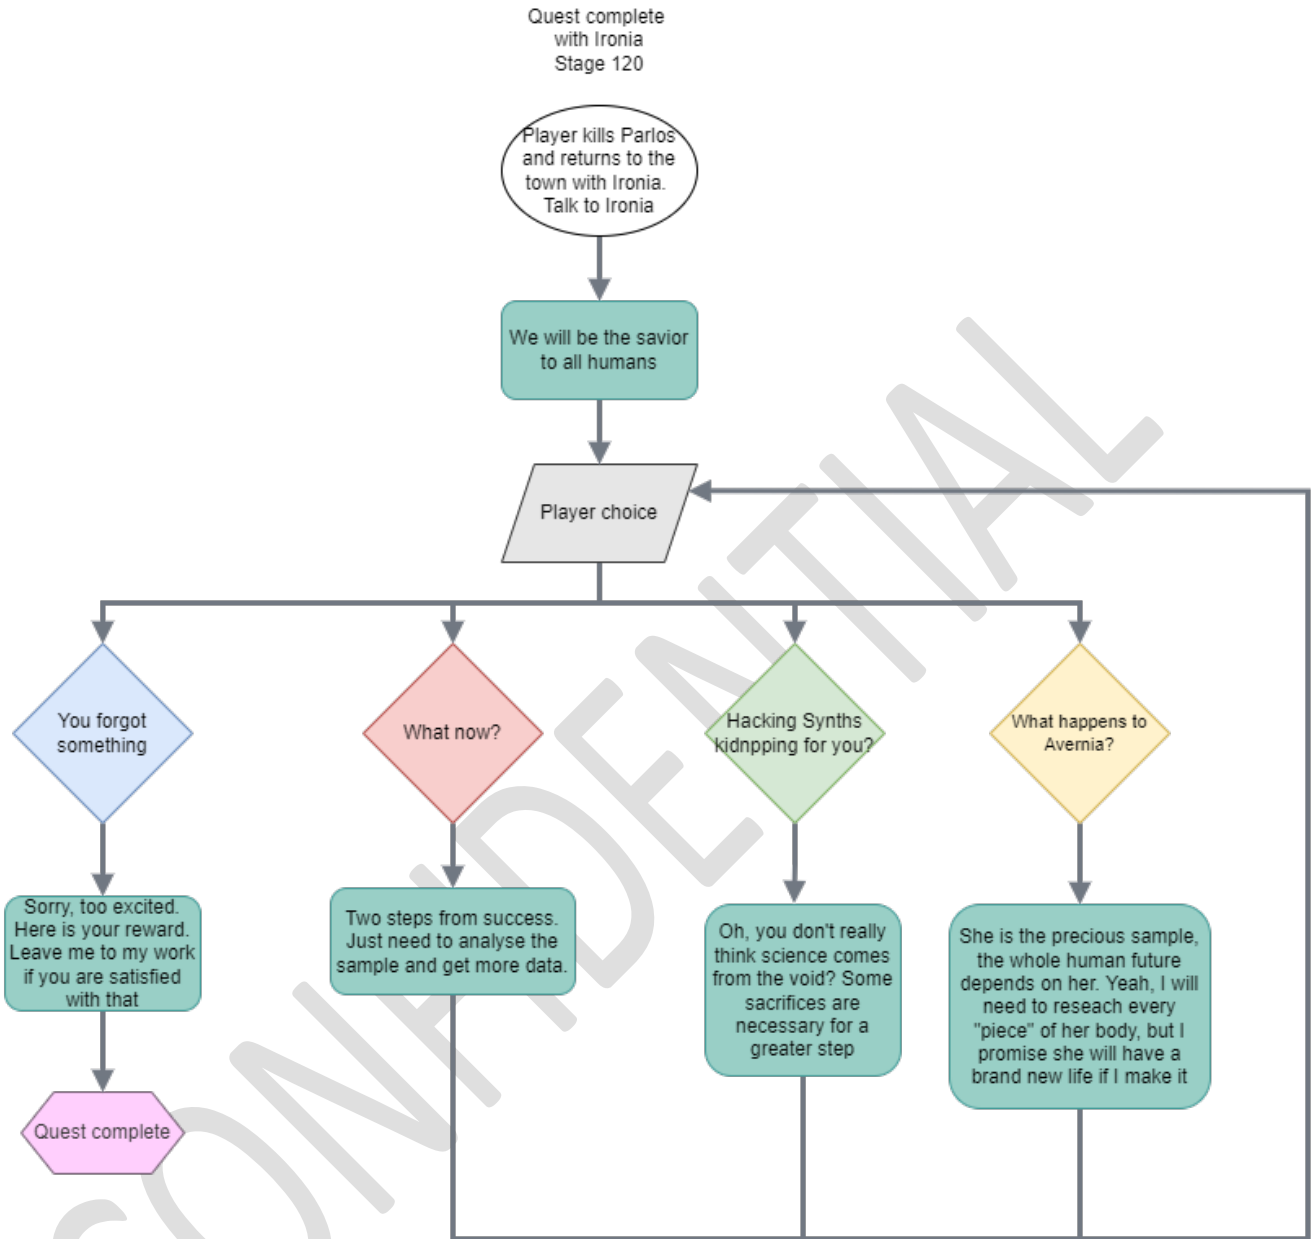 Quest complete
with Ironia
Stage 120
Player kills Parlos
and returns to the
town with Ironia.
Talk to Ironia
We will be the savior
to all humans
Player choice
You forgot
something
What now?
Hacking Synths
kidnpping for you?
What happens to
Avernia?
Sorry, too excited.
Here is your reward.
Leave me to my work
if you are satisfied
with that
Two steps from success.
Just need to analyse the
sample and get more data.
Oh, you don't really
think science comes
from the void? Some
sacrifices are
necessary for a
greater step
She is the precious sample,
the whole human future
depends on her. Yeah, I will
need to reseach every
"piece" of her body, but I
promise she will have a
brand new life if I make it
Quest complete
CONFIDENTIAL